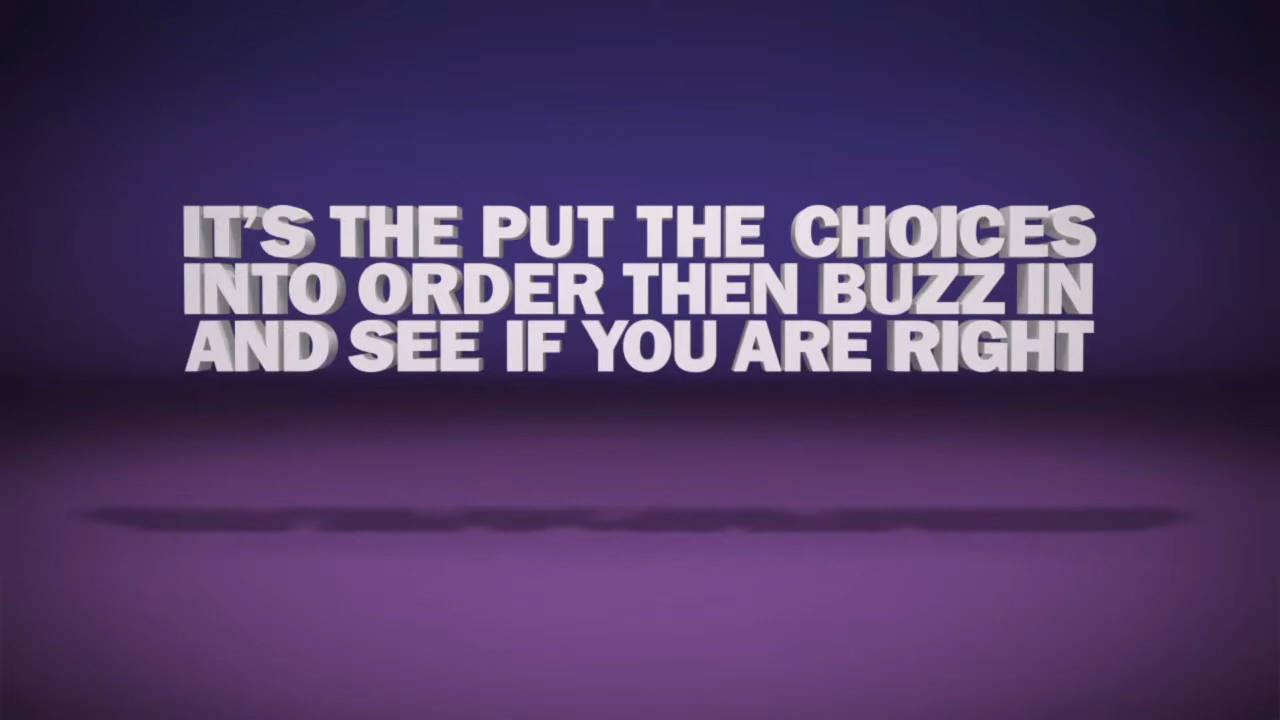 IT'S THE PUT THE CHOICES
INTO ORDER THEN BUZZ IN
AND SEE IF YOU ARE RIGHT